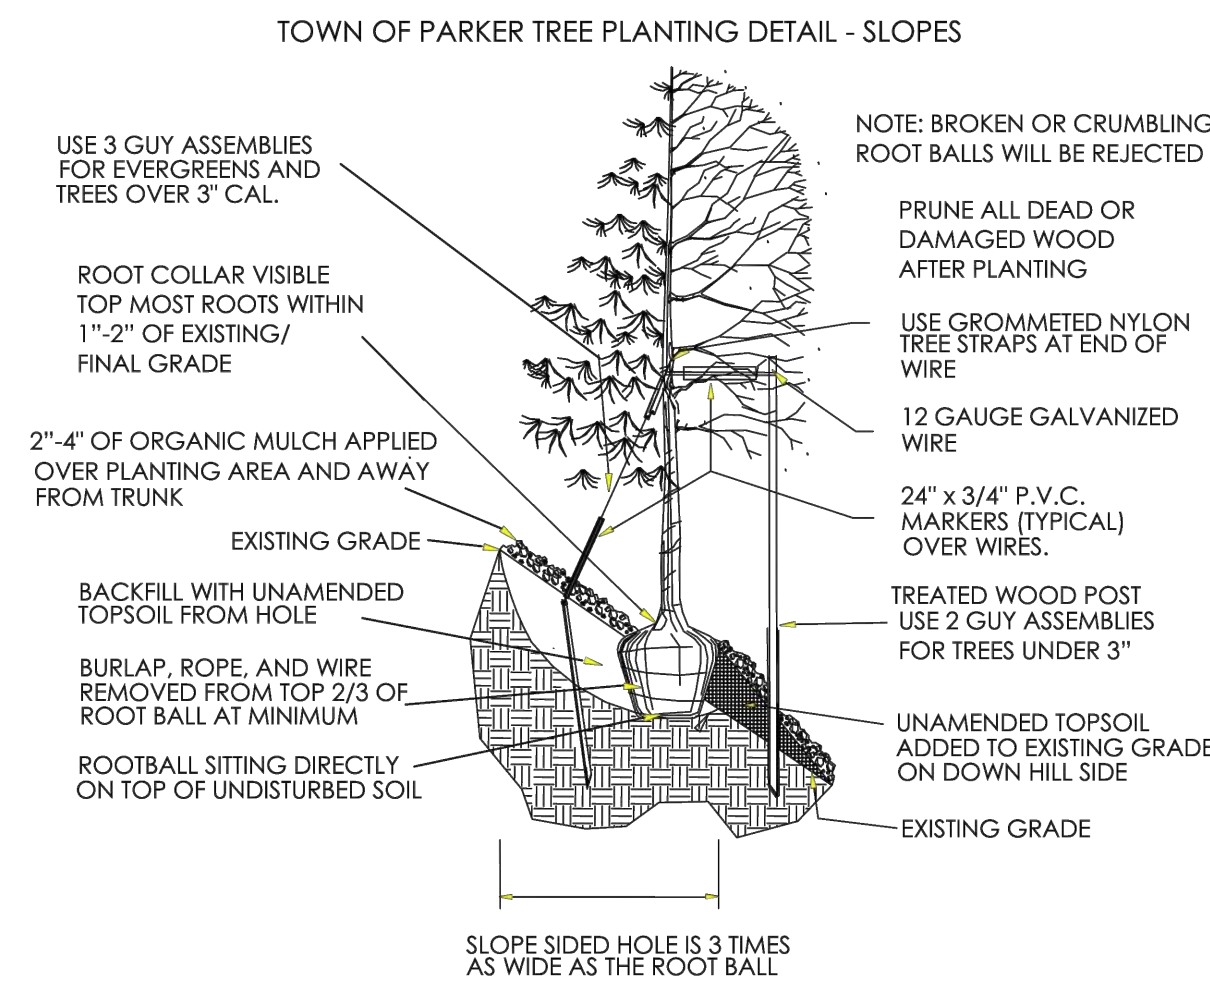 TOWN OF PARKER TREE PLANTING DETAIL - SLOPES
USE 3 GUY ASSEMBLIES
FOR EVERGREENS AND
TREES OVER 3" CAL.
ROOT COLLAR VISIBLE
TOP MOST ROOTS WITHIN
1"-2" OF EXISTING/
FINAL GRADE
2"-4" OF ORGANIC MULCH APPLIED
OVER PLANTING AREA AND AWAY
FROM TRUNK
EXISTING GRADE
BACKFILL WITH UNAMENDED
TOPSOIL FROM HOLE
BURLAP, ROPE, AND WIRE
REMOVED FROM TOP 2/3 OF
ROOT BALL AT MINIMUM
ROOTBALL SITTING DIRECTLY
ON TOP OF UNDISTURBED SOIL
NOTE: BROKEN OR CRUMBLING
ROOT BALLS WILL BE REJECTED
PRUNE ALL DEAD OR
DAMAGED WOOD
AFTER PLANTING
USE GROMMETED NYLON
TREE STRAPS AT END OF
WIRE
12 GAUGE GALVANIZED
WIRE
24" x 3/4" P.V.C.
MARKERS (TYPICAL)
OVER WIRES.
TREATED WOOD POST
USE 2 GUY ASSEMBLIES
FOR TREES UNDER 3"
UNAMENDED TOPSOIL
ADDED TO EXISTING GRADE
ON DOWN HILL SIDE
EXISTING GRADE
SLOPE SIDED HOLE IS 3 TIMES
AS WIDE AS THE ROOT BALL